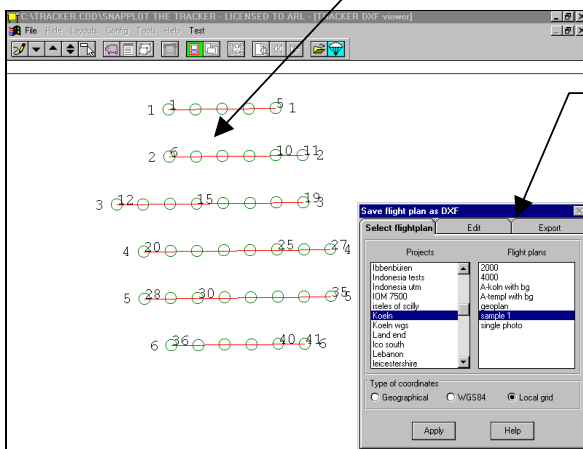 C:\TRACKER.COD\SNAPPLOT THE TRACKER - LICENSED TO ARL - [TRACKER DXF viewer]
File Hide Layouts Config Tools Help Test
1 1 5 1
2 6 10 11 2
3 12 15 19 3
4 20 25 27 4
5 28 30 35 5
6 36 40 41 6
Save flight plan as DXF
Select flightplan Edit Export
Projects Flight plans
Ibbenbüren 2000
Indonesia tests 4000
Indonesia utm A-koln with bg
IOM 7500 A-templ with bg
iseles of scilly geoplan
Koeln sample 1
Koeln wgs single photo
Land end
lco south
Lebanon
leicestershire
Type of coordinates
Geographical WGS84 Local grid
Apply Help